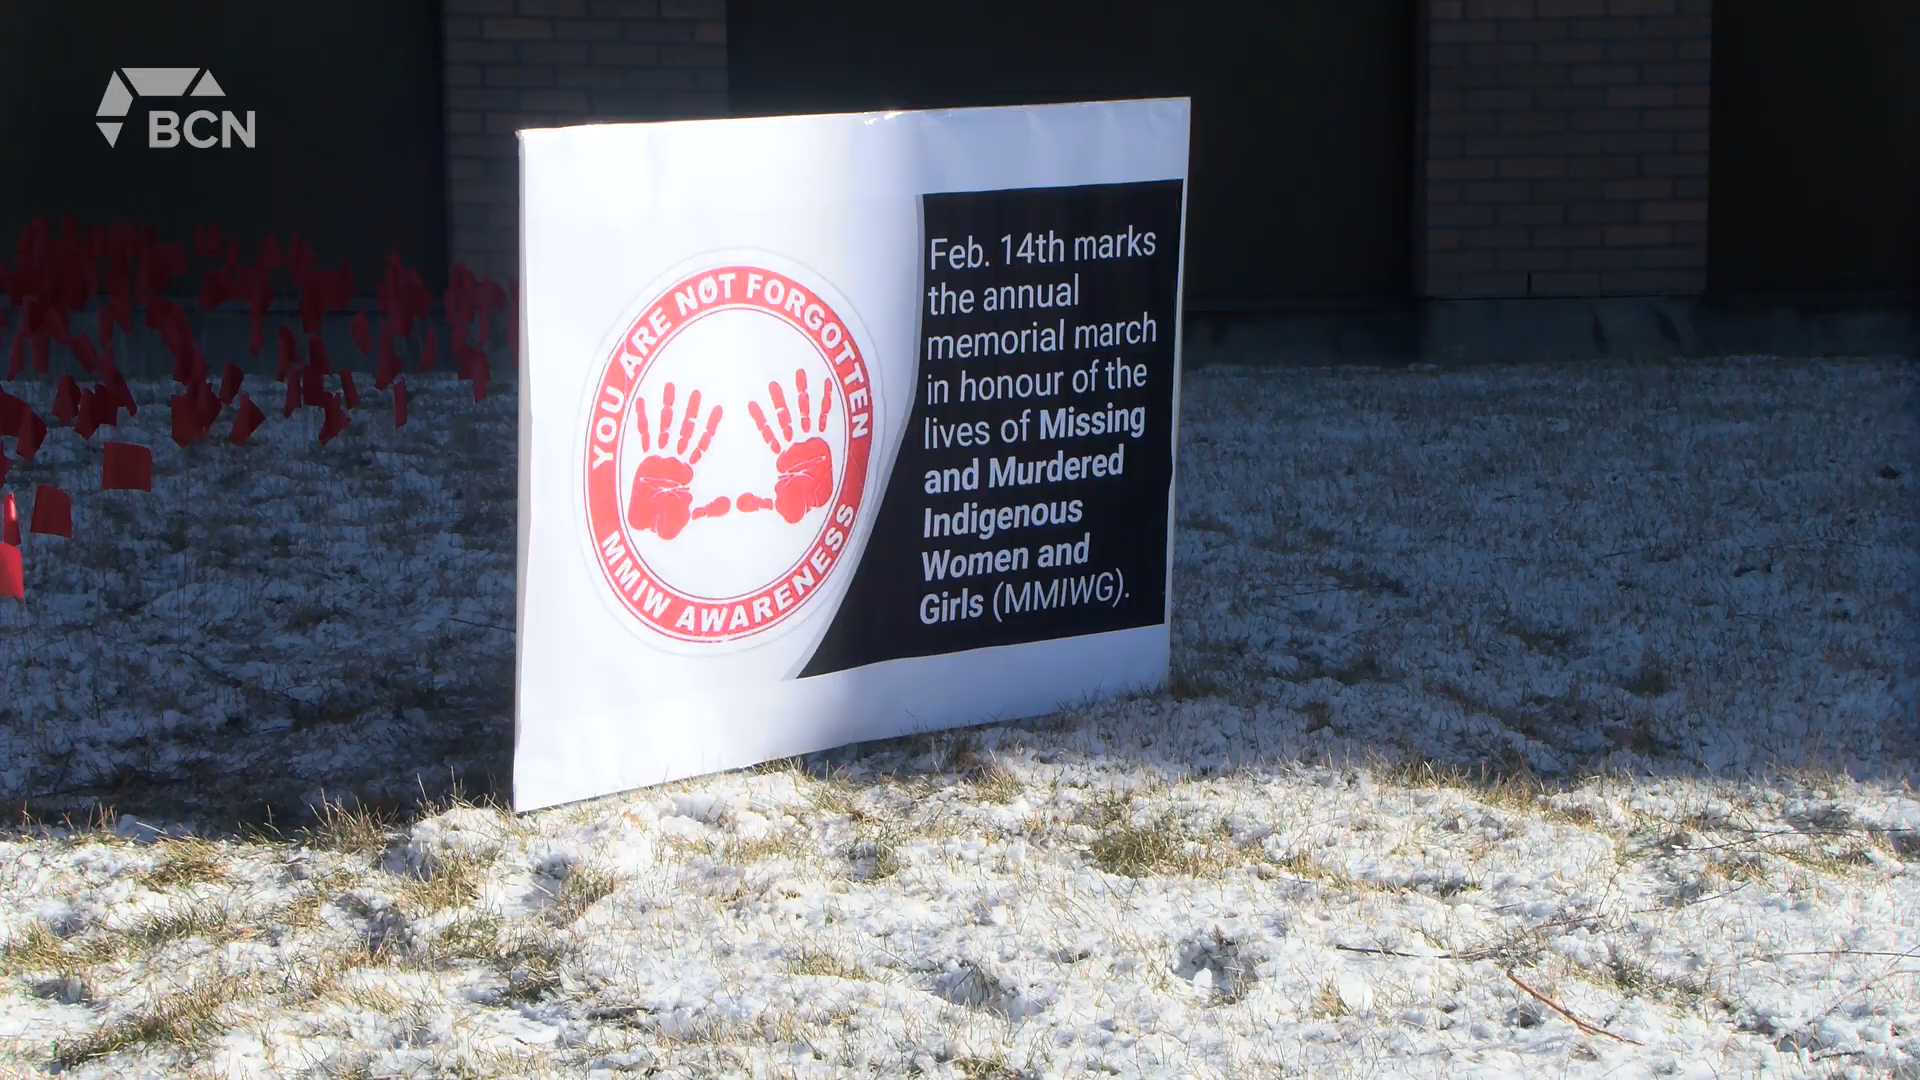 BCN
YOU ARE NOT FORGOTTEN
MMIW AWARENESS
Feb. 14th marks
the annual
memorial march
in honour of the
lives of Missing
and Murdered
Indigenous
Women and
Girls (MMIWG).